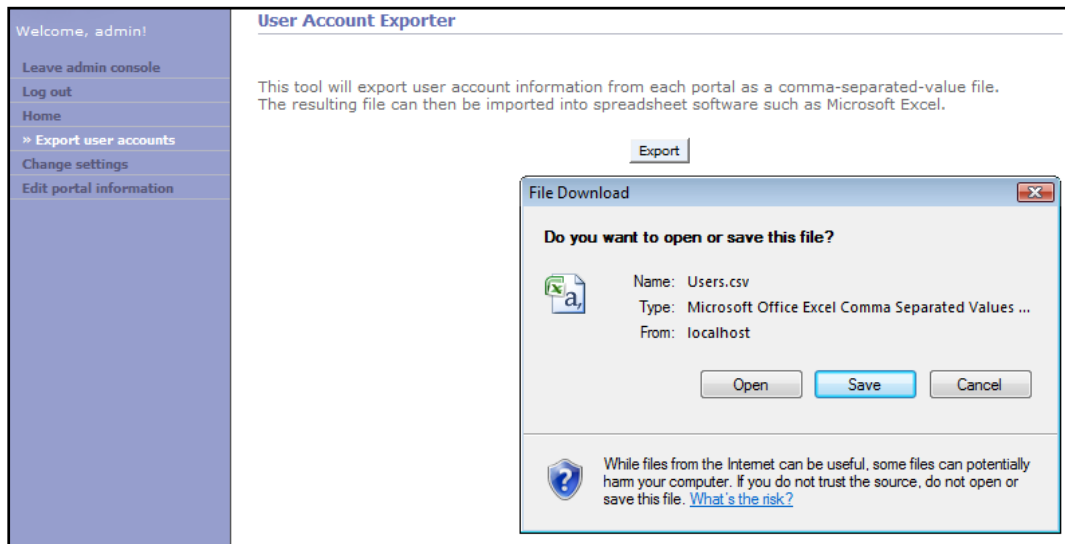 Welcome, admin!
Leave admin console
Log out
Home
» Export user accounts
Change settings
Edit portal information
User Account Exporter
This tool will export user account information from each portal as a comma-separated-value file.
The resulting file can then be imported into spreadsheet software such as Microsoft Excel.
Export
File Download
Do you want to open or save this file?
a,
Name: Users.csv
Type: Microsoft Office Excel Comma Separated Values ...
From: localhost
Open Save Cancel
While files from the Internet can be useful, some files can potentially
harm your computer. If you do not trust the source, do not open or
save this file. What's the risk?